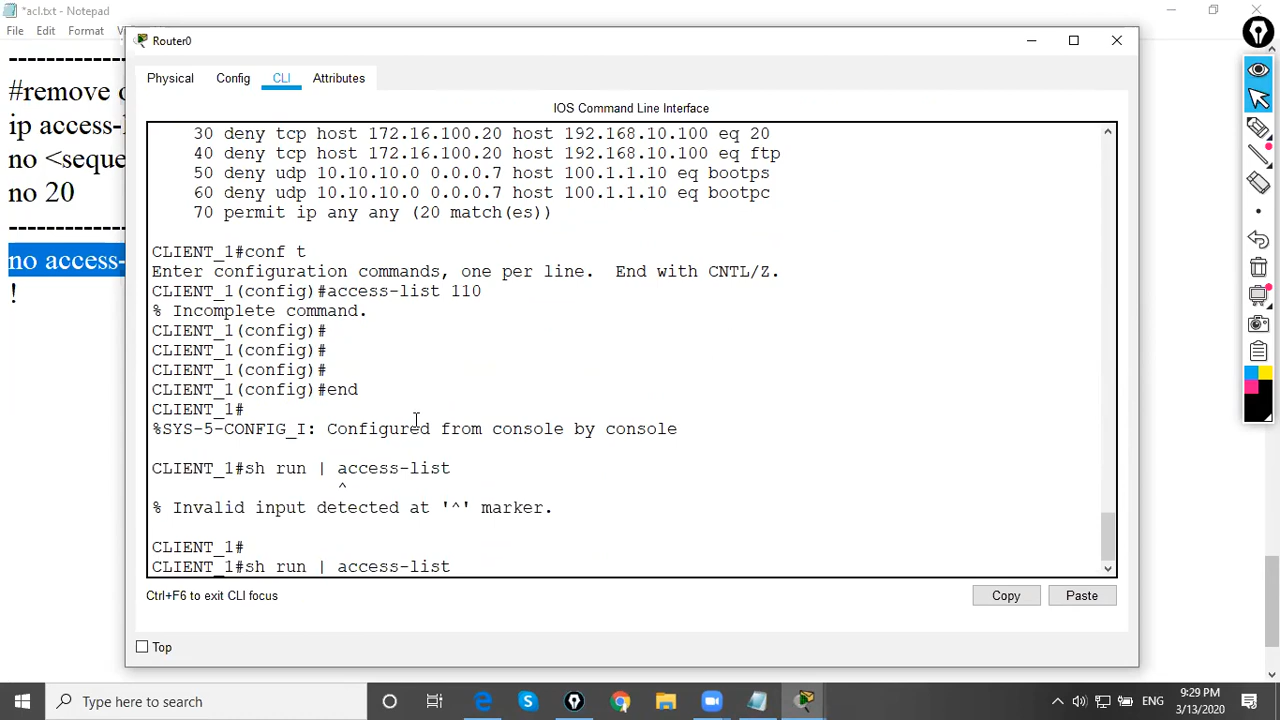 *acl.txt - Notepad
File Edit Format V
#remove o
ip access-l
no <seque
no 20
no access-
!
Router0
Physical Config CLI Attributes
IOS Command Line Interface
30 deny tcp host 172.16.100.20 host 192.168.10.100 eq 20
40 deny tcp host 172.16.100.20 host 192.168.10.100 eq ftp
50 deny udp 10.10.10.0 0.0.0.7 host 100.1.1.10 eq bootps
60 deny udp 10.10.10.0 0.0.0.7 host 100.1.1.10 eq bootpc
70 permit ip any any (20 match(es))
CLIENT_1#conf t
Enter configuration commands, one per line. End with CNTL/Z.
CLIENT_1(config)#access-list 110
% Incomplete command.
CLIENT_1(config)#
CLIENT_1(config)#
CLIENT_1(config)#
CLIENT_1(config)#end
CLIENT_1#
%SYS-5-CONFIG_I: Configured from console by console
CLIENT_1#sh run | access-list
^
% Invalid input detected at '^' marker.
CLIENT_1#
CLIENT_1#sh run | access-list
Ctrl+F6 to exit CLI focus
Copy Paste
Top
Type here to search
ENG
9:29 PM
3/13/2020